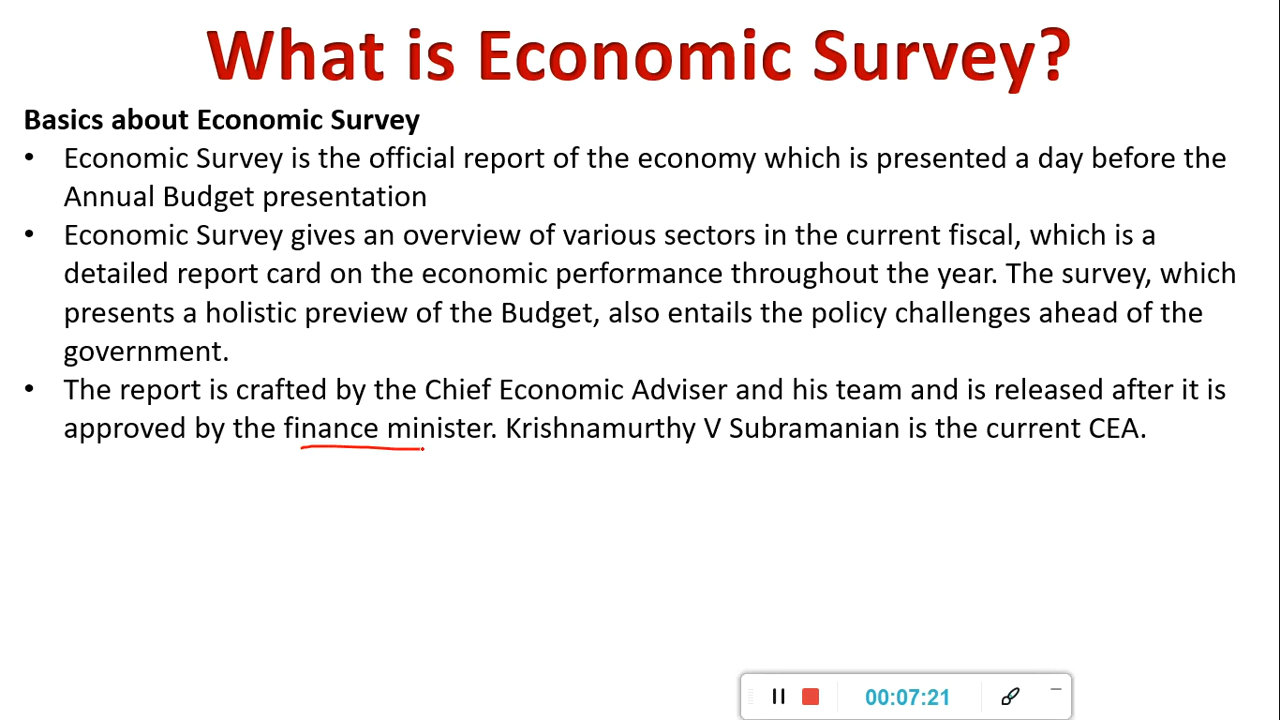 What is Economic Survey?
Basics about Economic Survey
• Economic Survey is the official report of the economy which is presented a day before the
Annual Budget presentation
• Economic Survey gives an overview of various sectors in the current fiscal, which is a
detailed report card on the economic performance throughout the year. The survey, which
presents a holistic preview of the Budget, also entails the policy challenges ahead of the
government.
• The report is crafted by the Chief Economic Adviser and his team and is released after it is
approved by the finance minister. Krishnamurthy V Subramanian is the current CEA.
00:07:21